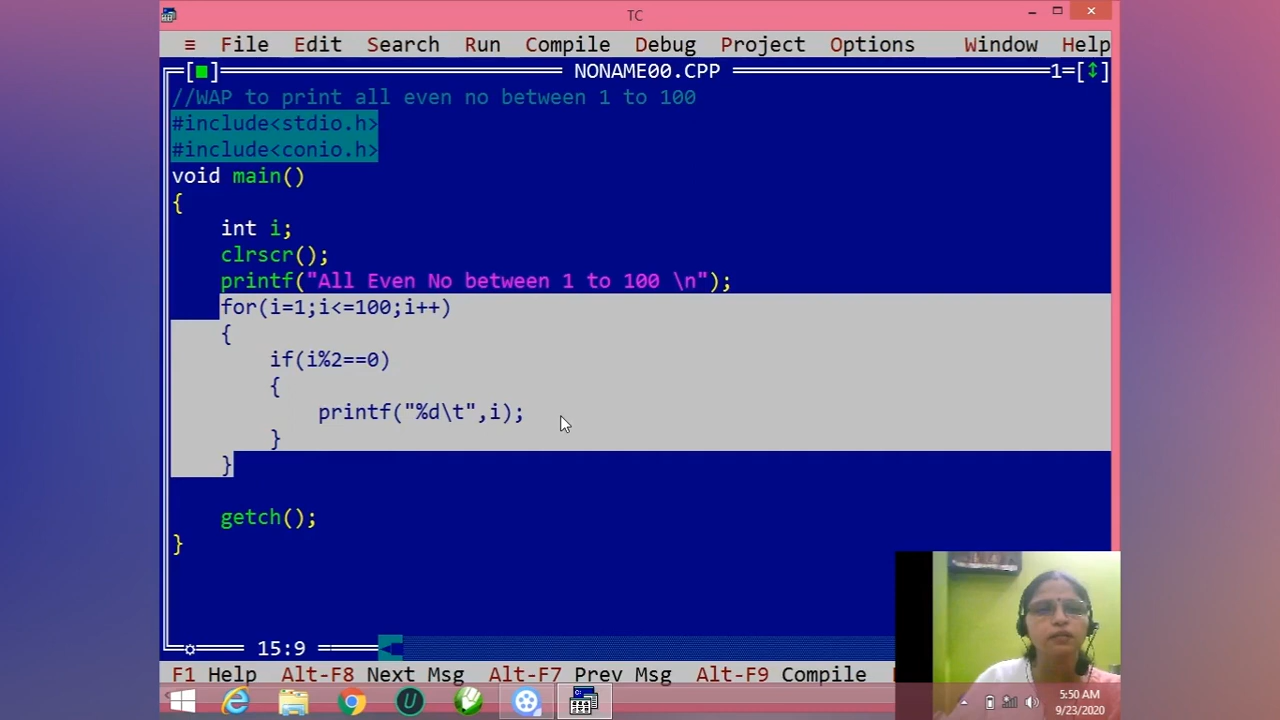 TC
≡ File Edit Search Run Compile Debug Project Options Window Help
[■] NONAME00.CPP 1=[↕]
//WAP to print all even no between 1 to 100
#include<stdio.h>
#include<conio.h>
void main()
{
int i;
clrscr();
printf("All Even No between 1 to 100 \n");
for(i=1;i<=100;i++)
{
if(i%2==0)
{
printf("%d\t",i);
}
}
getch();
}
15:9
F1 Help Alt-F8 Next Msg Alt-F7 Prev Msg Alt-F9 Compile
5:50 AM
9/23/2020